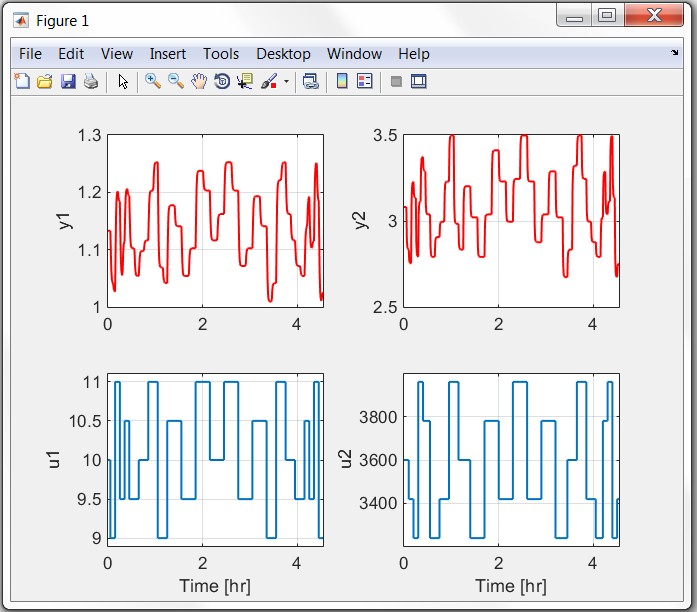 Figure 1
File Edit View Insert Tools Desktop Window Help
1.3
1.2
1.1
1
y1
0 2 4
3.5
3
2.5
y2
0 2 4
11
10.5
10
9.5
9
u1
0 2 4
Time [hr]
3800
3600
3400
u2
0 2 4
Time [hr]